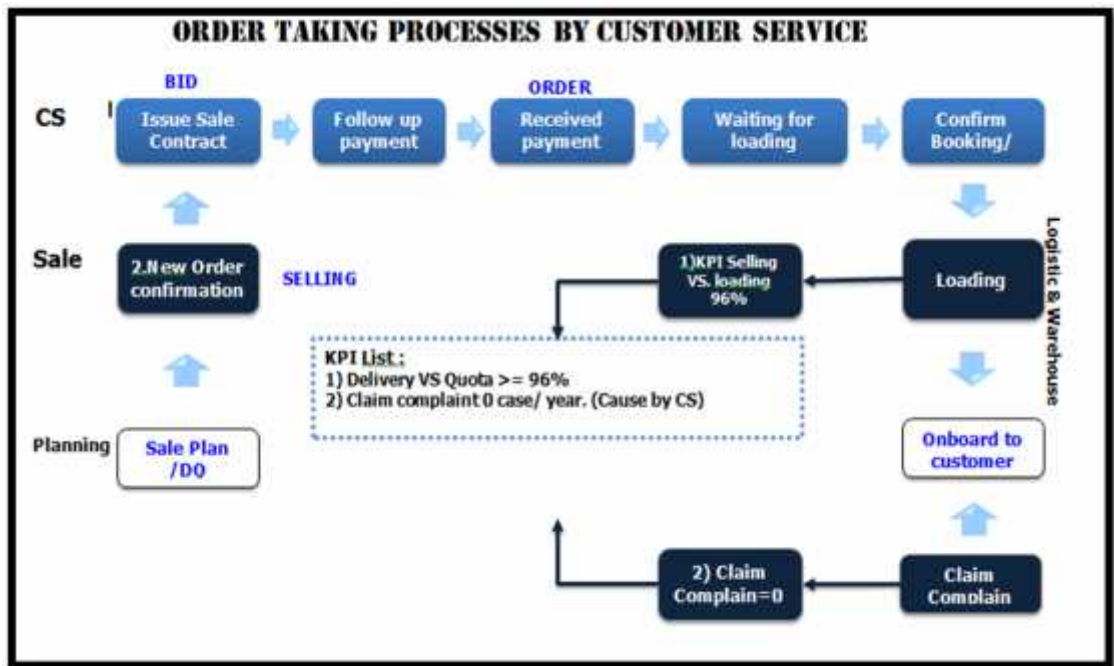 ORDER TAKING PROCESSES BY CUSTOMER SERVICE
BID
ORDER
CS
Issue Sale
Contract
Follow up
payment
Received
payment
Waiting for
loading
Confirm
Booking/
Sale
2.New Order
confirmation
SELLING
1)KPI Selling
VS. loading
96%
Loading
Logistic & Warehouse
KPI List :
1) Delivery VS Quota >= 96%
2) Claim complaint 0 case/ year. (Cause by CS)
Planning
Sale Plan
/DQ
Onboard to
customer
2) Claim
Complain=0
Claim
Complain